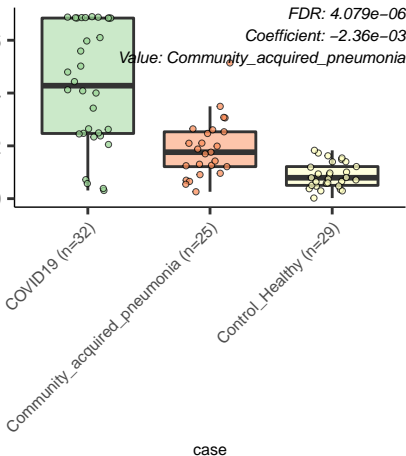 FDR: 4.079e−06
Coefficient: −2.36e−03
Value: Community_acquired_pneumonia
COVID19 (n=32)
Community_acquired_pneumonia (n=25)
Control_Healthy (n=29)
case